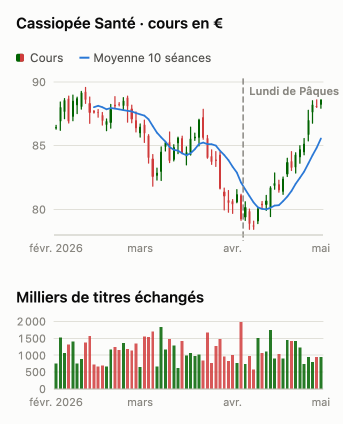 Cassiopée Santé · cours en €
Cours Moyenne 10 séances
90
Lundi de Pâques
85
80
févr. 2026 mars avr. mai
Milliers de titres échangés
2 000
1 500
1 000
500
0
févr. 2026 mars avr. mai